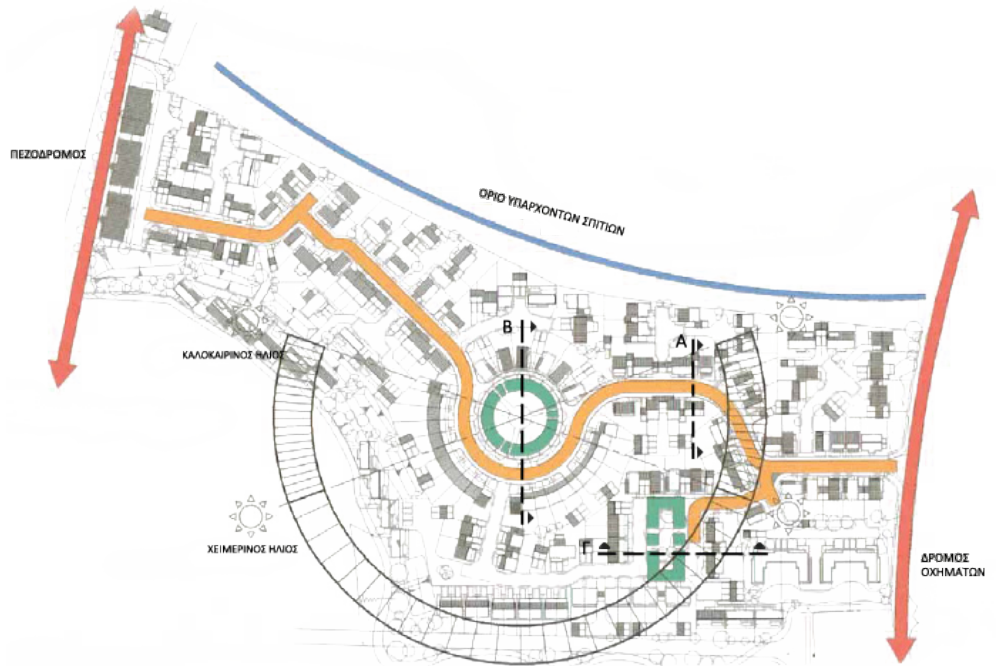 ΠΕΖΟΔΡΟΜΟΣ
ΟΡΙΟ ΥΠΑΡΧΟΝΤΩΝ ΣΠΙΤΙΩΝ
Β
Α
ΚΑΛΟΚΑΙΡΙΝΟΣ ΗΛΙΟΣ
ΧΕΙΜΕΡΙΝΟΣ ΗΛΙΟΣ
Γ
ΔΡΟΜΟΣ
ΟΧΗΜΑΤΩΝ